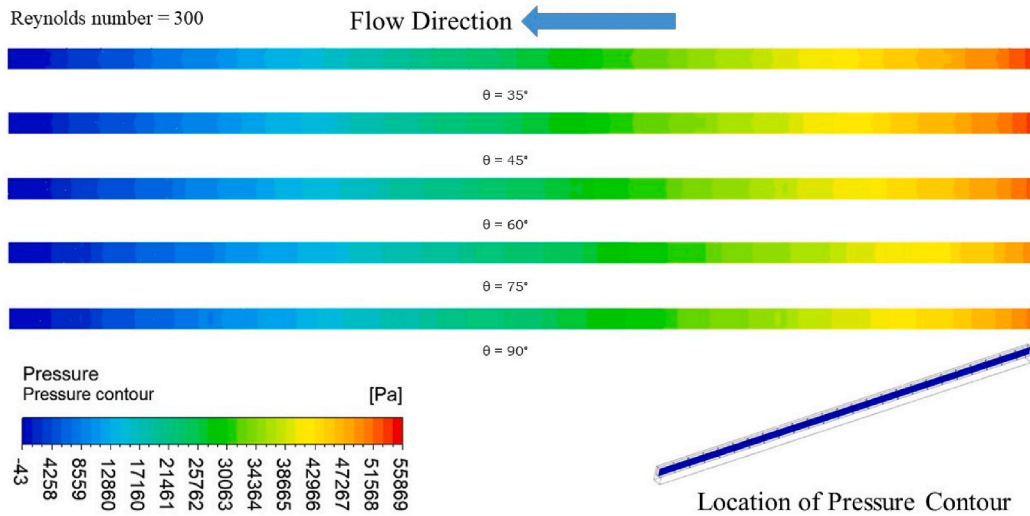 Reynolds number = 300
Flow Direction
θ = 35°
θ = 45°
θ = 60°
θ = 75°
θ = 90°
Pressure
Pressure contour [Pa]
-43 4258 8559 12860 17160 21461 25762 30063 34364 38665 42966 47267 51568 55869
Location of Pressure Contour